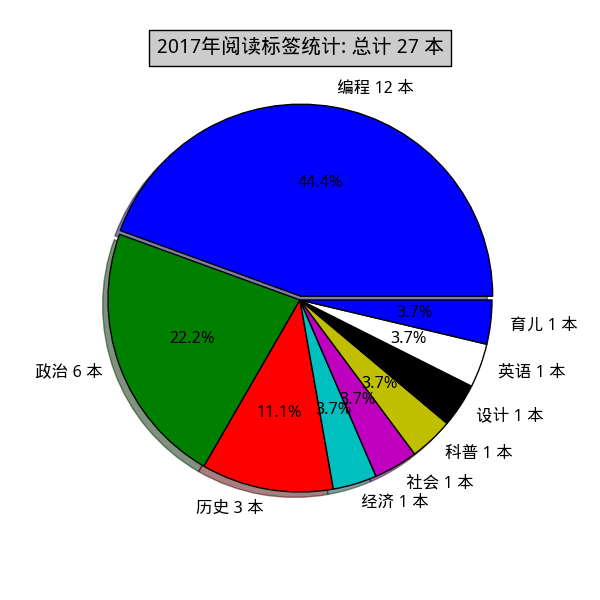 2017年阅读标签统计: 总计 27 本
编程 12 本
44.4%
政治 6 本
22.2%
历史 3 本
11.1%
经济 1 本
3.7%
社会 1 本
3.7%
科普 1 本
3.7%
设计 1 本
英语 1 本
3.7%
育儿 1 本
3.7%